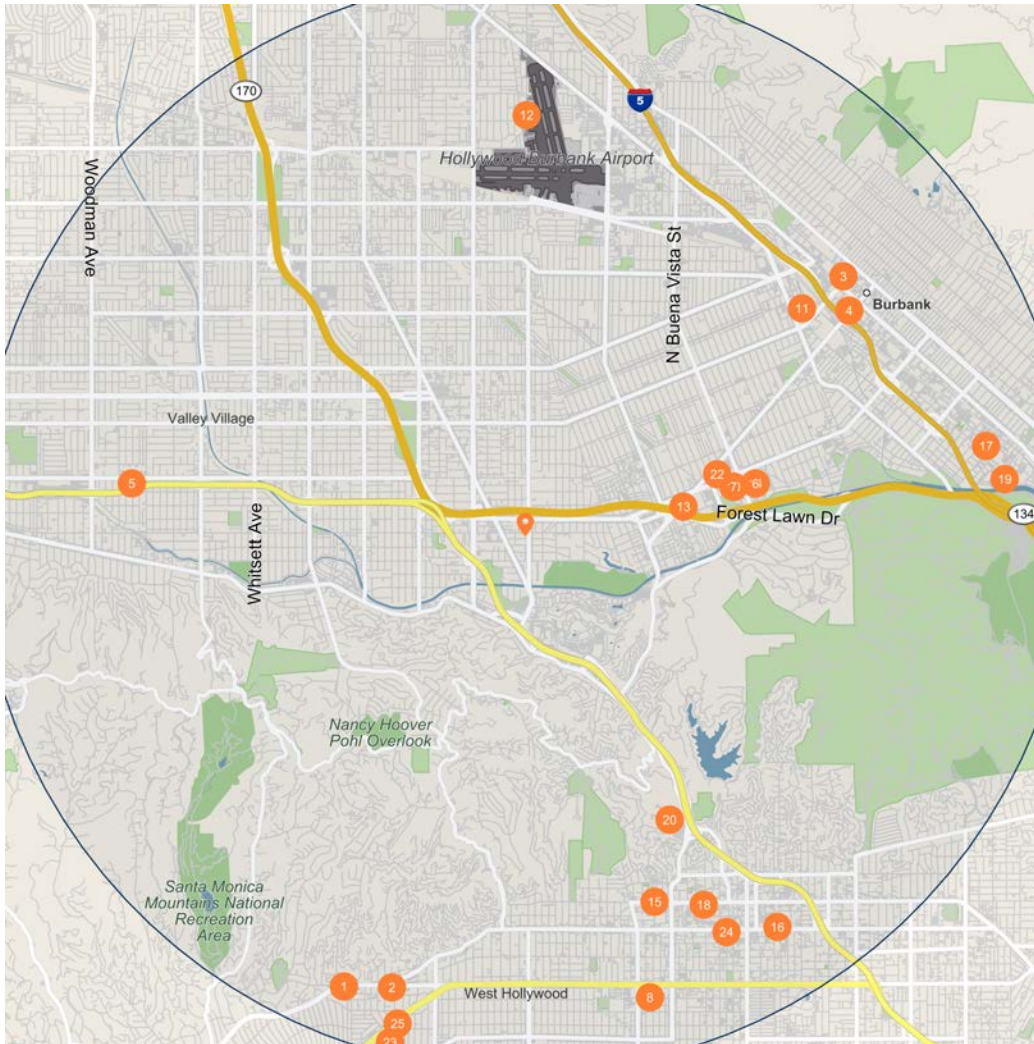 170
5
12
Hollywood Burbank Airport
Woodman Ave
N Buena Vista St
3
Burbank
11
4
Valley Village
17
5
22
19
13
Forest Lawn Dr
134
Whitsett Ave
Nancy Hoover
Pohl Overlook
20
Santa Monica
Mountains National
Recreation
Area
15
18
24
16
1
2
West Hollywood
8
25
23